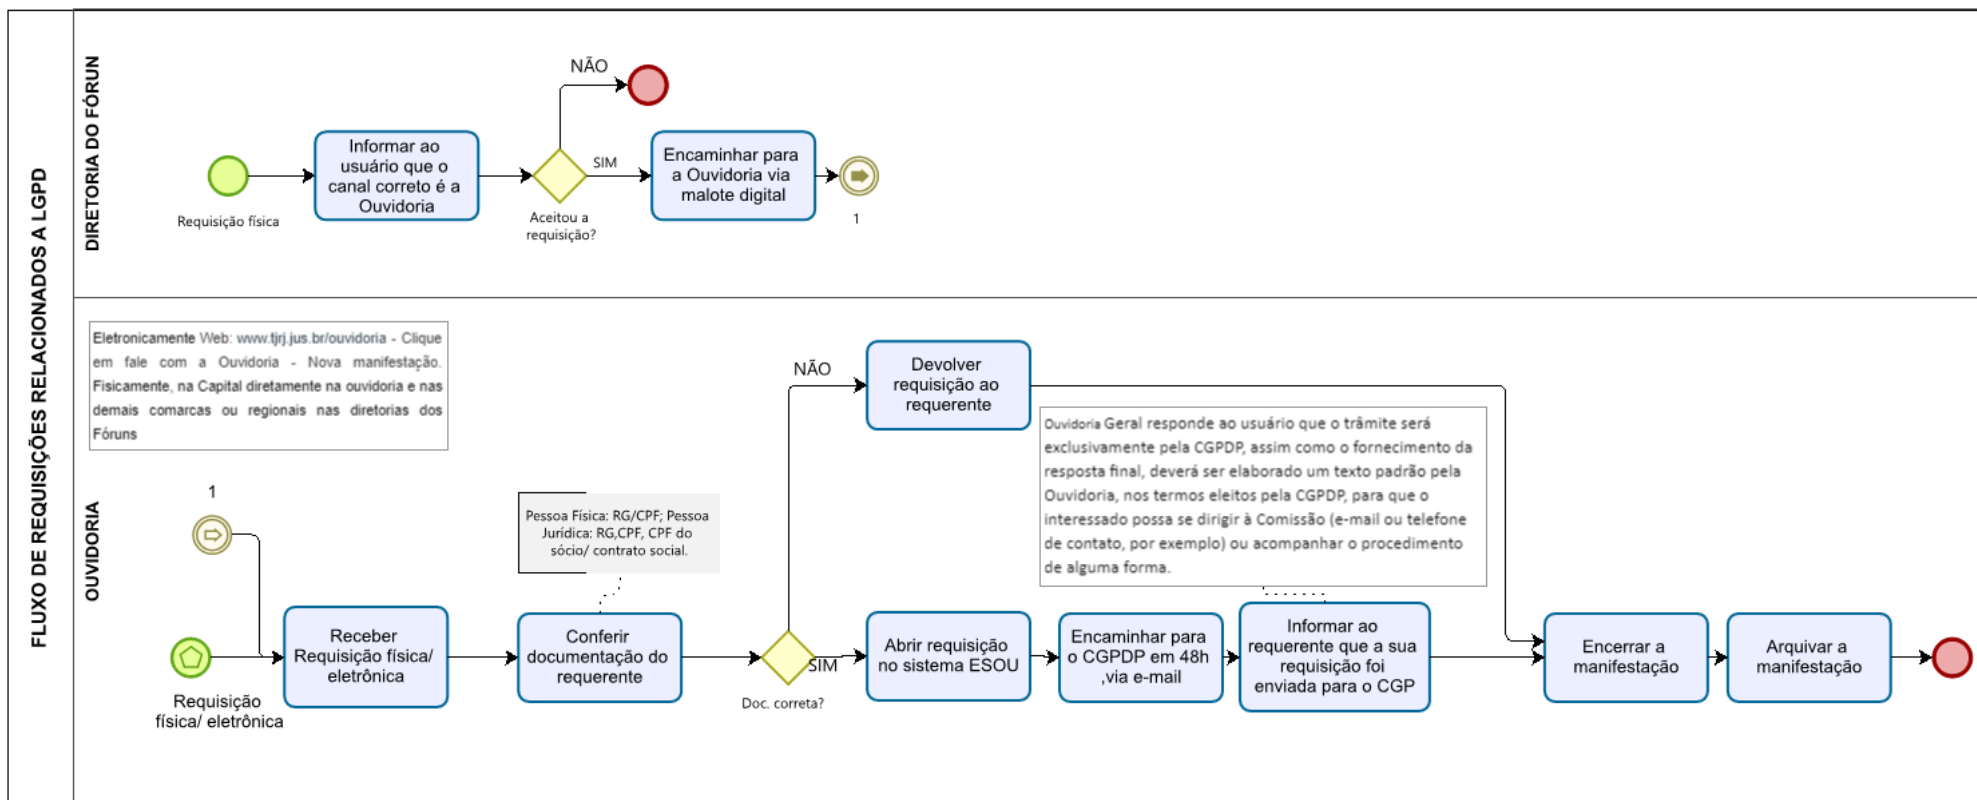 FLUXO DE REQUISIÇÕES RELACIONADOS A LGPD
DIRETORIA DO FÓRUN
Requisição física
Informar ao
usuário que o
canal correto é a
Ouvidoria
Aceitou a
requisição?
NÃO
SIM
Encaminhar para
a Ouvidoria via
malote digital
1
OUVIDORIA
Eletronicamente Web: www.tjrj.jus.br/ouvidoria - Clique
em fale com a Ouvidoria - Nova manifestação.
Fisicamente, na Capital diretamente na ouvidoria e nas
demais comarcas ou regionais nas diretorias dos
Fóruns
1
Requisição
física/ eletrônica
Receber
Requisição física/
eletrônica
Pessoa Física: RG/CPF; Pessoa
Jurídica: RG,CPF, CPF do
sócio/ contrato social.
Conferir
documentação do
requerente
Doc. correta?
NÃO
SIM
Devolver
requisição ao
requerente
Abrir requisição
no sistema ESOU
Encaminhar para
o CGPDP em 48h
,via e-mail
Ouvidoria Geral responde ao usuário que o trâmite será
exclusivamente pela CGPDP, assim como o fornecimento da
resposta final, deverá ser elaborado um texto padrão pela
Ouvidoria, nos termos eleitos pela CGPDP, para que o
interessado possa se dirigir à Comissão (e-mail ou telefone
de contato, por exemplo) ou acompanhar o procedimento
de alguma forma.
Informar ao
requerente que a sua
requisição foi
enviada para o CGP
Encerrar a
manifestação
Arquivar a
manifestação